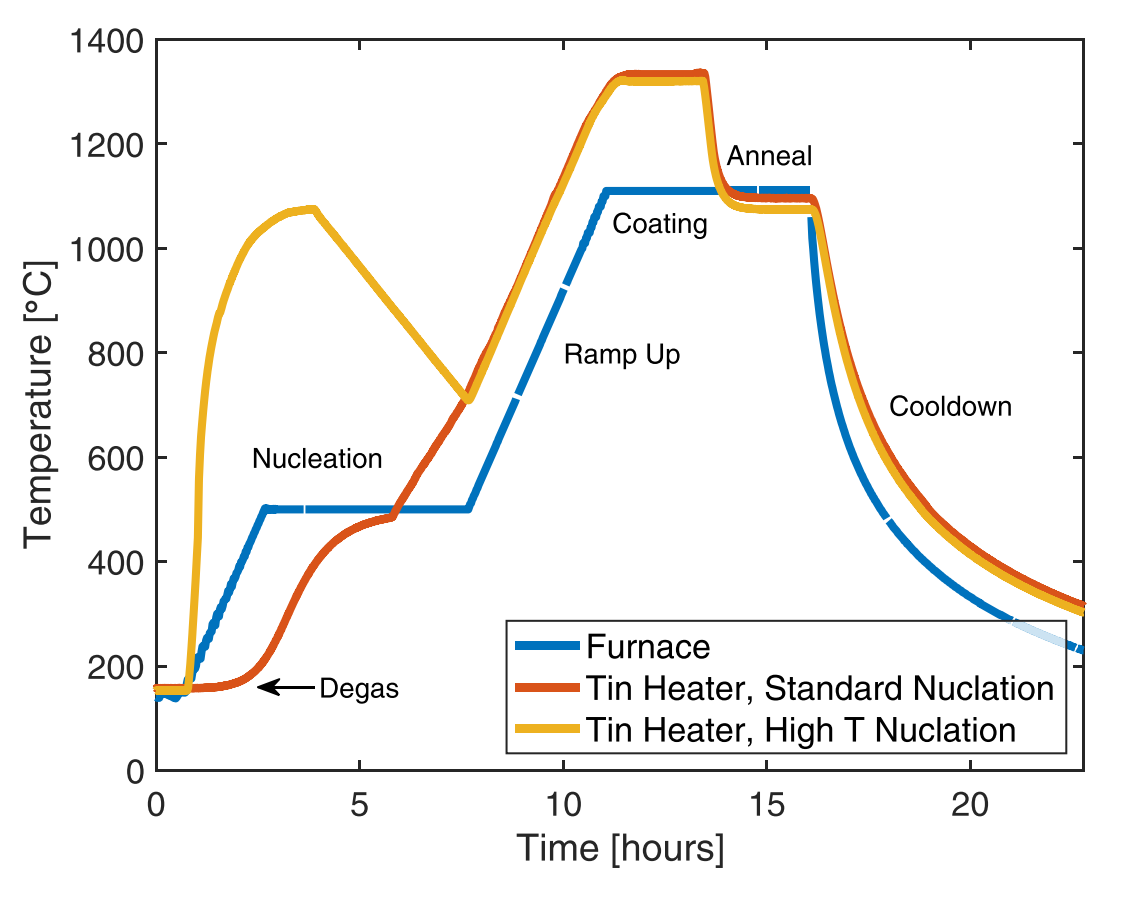 1400
1200
1000
800
600
400
200
0
Temperature [°C]
Anneal
Coating
Ramp Up
Cooldown
Nucleation
Degas
Furnace
Tin Heater, Standard Nuclation
Tin Heater, High T Nuclation
0 5 10 15 20
Time [hours]